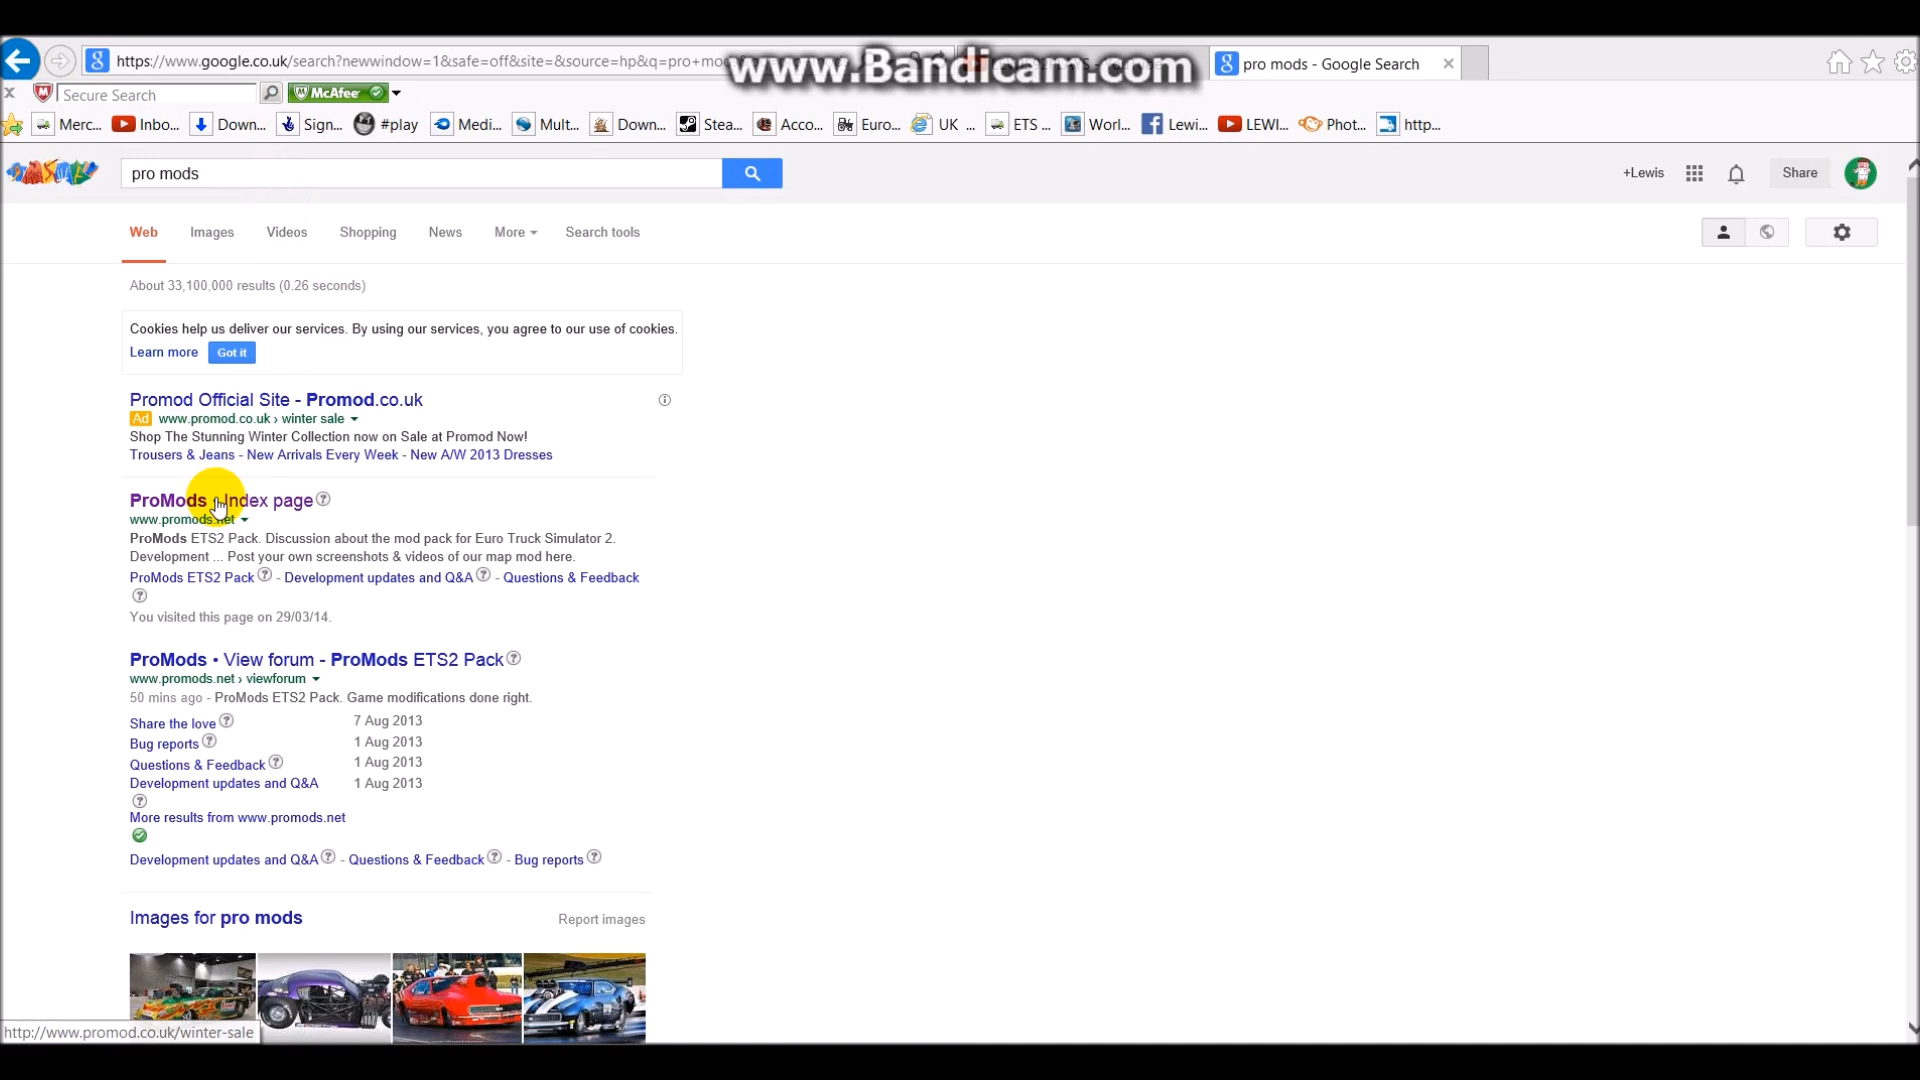 https://www.google.co.uk/search?newwindow=1&safe=off&site=&source=hp&q=pro+mo
www.Bandicam.com
pro mods - Google Search
Secure Search
McAfee
Merc...
Inbo...
Down...
Sign...
#play
Medi...
Mult...
Down...
Stea...
Acco...
Euro...
UK ...
ETS ...
Worl...
Lewi...
LEWI...
Phot...
http...
pro mods
+Lewis
Share
Web Images Videos Shopping News More Search tools
About 33,100,000 results (0.26 seconds)
Cookies help us deliver our services. By using our services, you agree to our use of cookies.
Learn more Got it
Promod Official Site - Promod.co.uk
Ad www.promod.co.uk › winter sale
Shop The Stunning Winter Collection now on Sale at Promod Now!
Trousers & Jeans - New Arrivals Every Week - New A/W 2013 Dresses
ProMods • Index page
www.promods.net
ProMods ETS2 Pack. Discussion about the mod pack for Euro Truck Simulator 2.
Development ... Post your own screenshots & videos of our map mod here.
ProMods ETS2 Pack - Development updates and Q&A - Questions & Feedback
You visited this page on 29/03/14.
ProMods • View forum - ProMods ETS2 Pack
www.promods.net › viewforum
50 mins ago - ProMods ETS2 Pack. Game modifications done right.
Share the love 7 Aug 2013
Bug reports 1 Aug 2013
Questions & Feedback 1 Aug 2013
Development updates and Q&A 1 Aug 2013
More results from www.promods.net
Development updates and Q&A - Questions & Feedback - Bug reports
Images for pro mods Report images
http://www.promod.co.uk/winter-sale